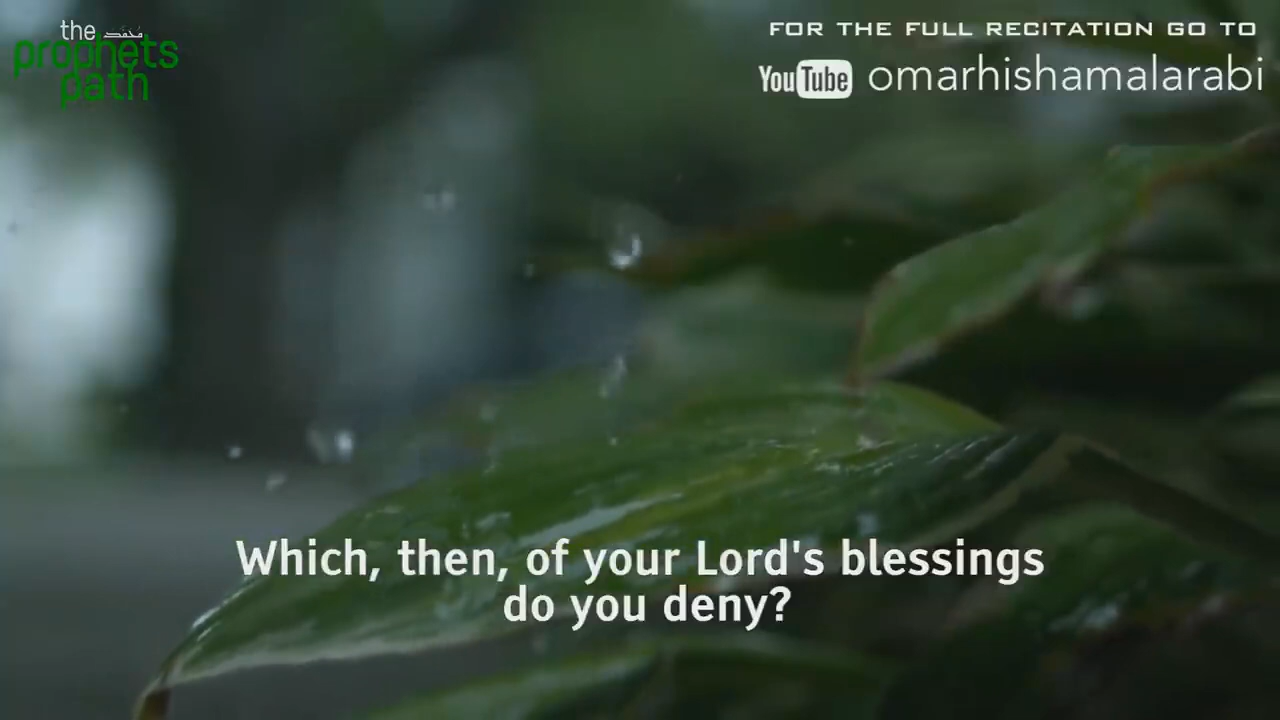 the محمد
prophets
path
FOR THE FULL RECITATION GO TO
YouTube omarhishamalarabi
Which, then, of your Lord's blessings
do you deny?